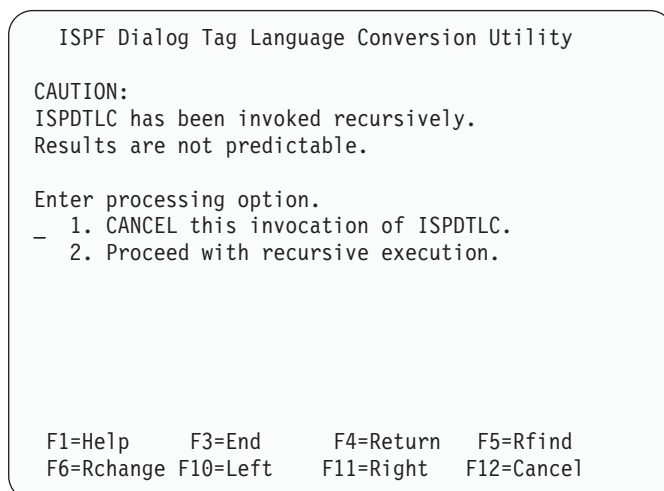 ISPF Dialog Tag Language Conversion Utility
CAUTION:
ISPDTLC has been invoked recursively.
Results are not predictable.
Enter processing option.
_ 1. CANCEL this invocation of ISPDTLC.
2. Proceed with recursive execution.
F1=Help F3=End F4=Return F5=Rfind
F6=Rchange F10=Left F11=Right F12=Cancel